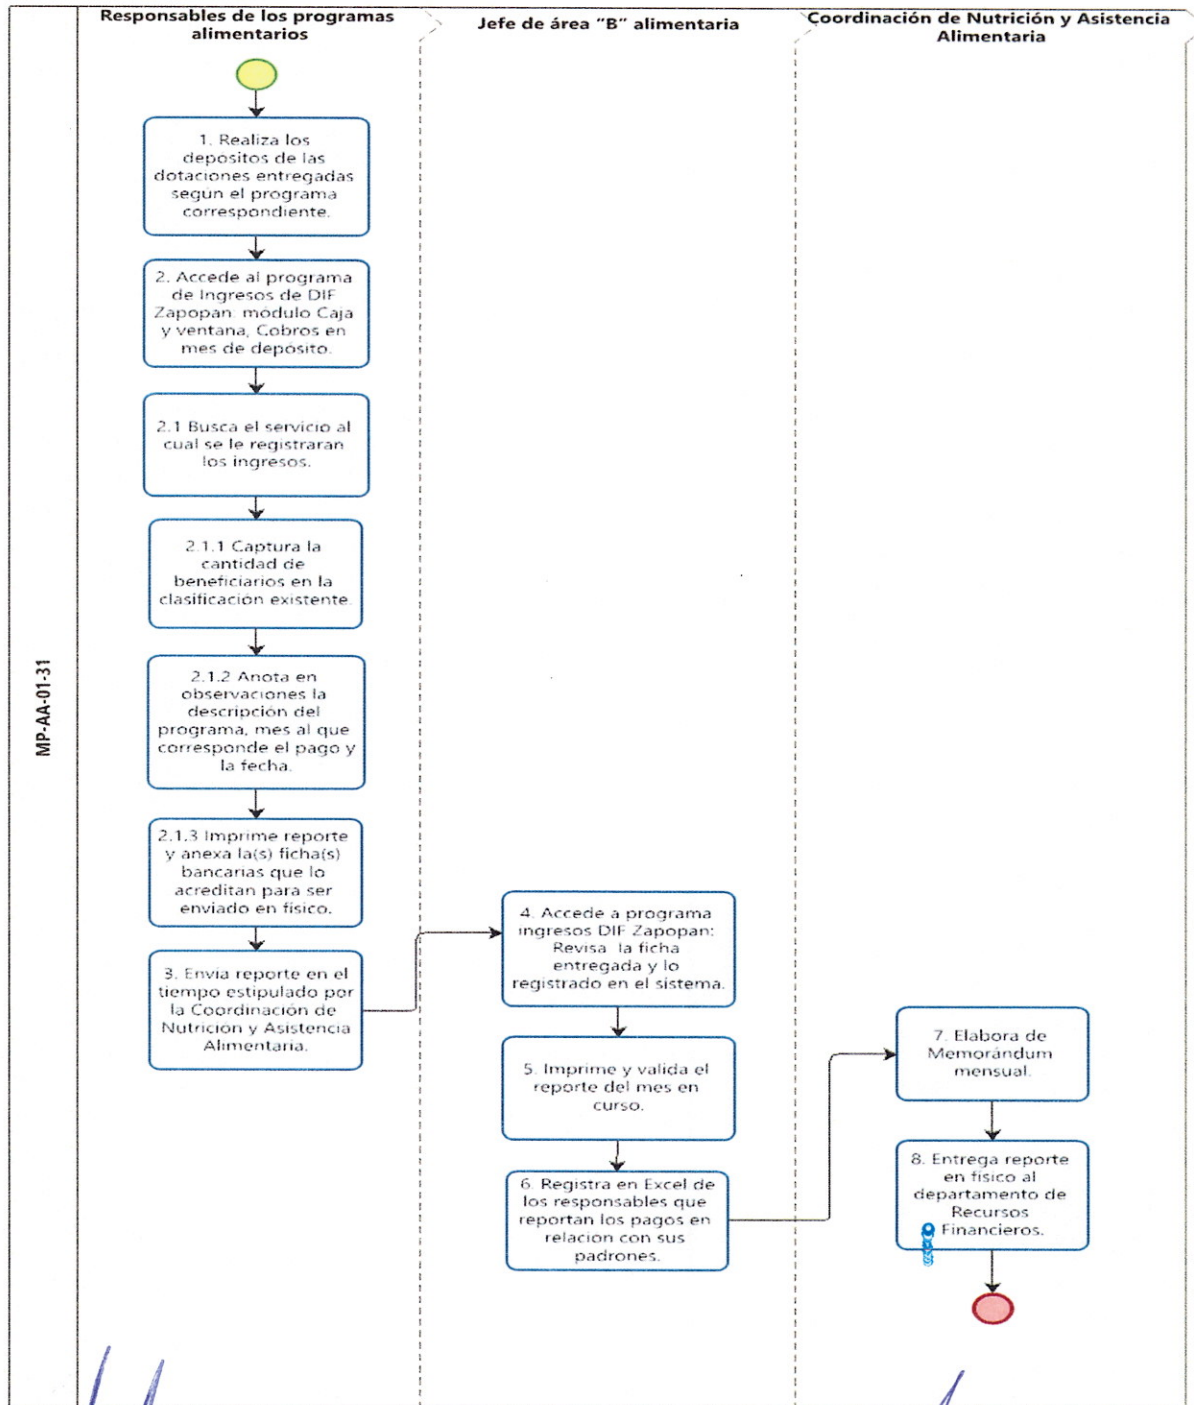 Responsables de los programas
alimentarios
Jefe de área "B" alimentaria
Coordinación de Nutrición y Asistencia
Alimentaria
MP-AA-01-31
1. Realiza los
depósitos de las
dotaciones entregadas
según el programa
correspondiente.
2. Accede al programa
de Ingresos de DIF
Zapopan: módulo Caja
y ventana, Cobros en
mes de depósito.
2.1 Busca el servicio al
cual se le registraran
los ingresos.
2.1.1 Captura la
cantidad de
beneficiarios en la
clasificación existente.
2.1.2 Anota en
observaciones la
descripción del
programa, mes al que
corresponde el pago y
la fecha.
2.1.3 Imprime reporte
y anexa la(s) ficha(s)
bancarias que lo
acreditan para ser
enviado en físico.
3. Envía reporte en el
tiempo estipulado por
la Coordinación de
Nutrición y Asistencia
Alimentaria.
4. Accede a programa
ingresos DIF Zapopan:
Revisa la ficha
entregada y lo
registrado en el sistema.
5. Imprime y valida el
reporte del mes en
curso.
6. Registra en Excel de
los responsables que
reportan los pagos en
relacion con sus
padrones.
7. Elabora de
Memorándum
mensual.
8. Entrega reporte
en físico al
departamento de
Recursos
Financieros.